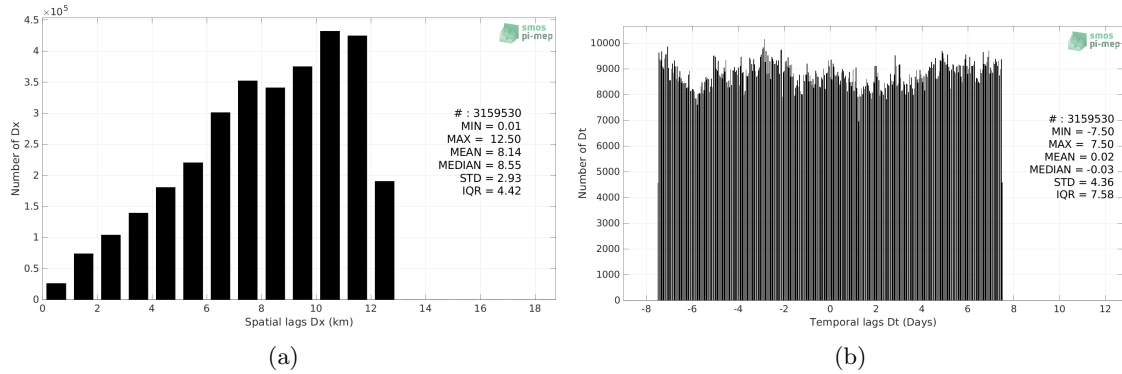 ×10^5
4.5
4
3.5
3
2.5
2
1.5
1
0.5
0
0 2 4 6 8 10 12 14 16 18
Number of Dx
Spatial lags Dx (km)
smos
pi-mep
# : 3159530
MIN = 0.01
MAX = 12.50
MEAN = 8.14
MEDIAN = 8.55
STD = 2.93
IQR = 4.42
(a)
10000
9000
8000
7000
6000
5000
4000
3000
2000
1000
0
-8 -6 -4 -2 0 2 4 6 8 10 12
Number of Dt
Temporal lags Dt (Days)
smos
pi-mep
# : 3159530
MIN = -7.50
MAX = 7.50
MEAN = 0.02
MEDIAN = -0.03
STD = 4.36
IQR = 7.58
(b)